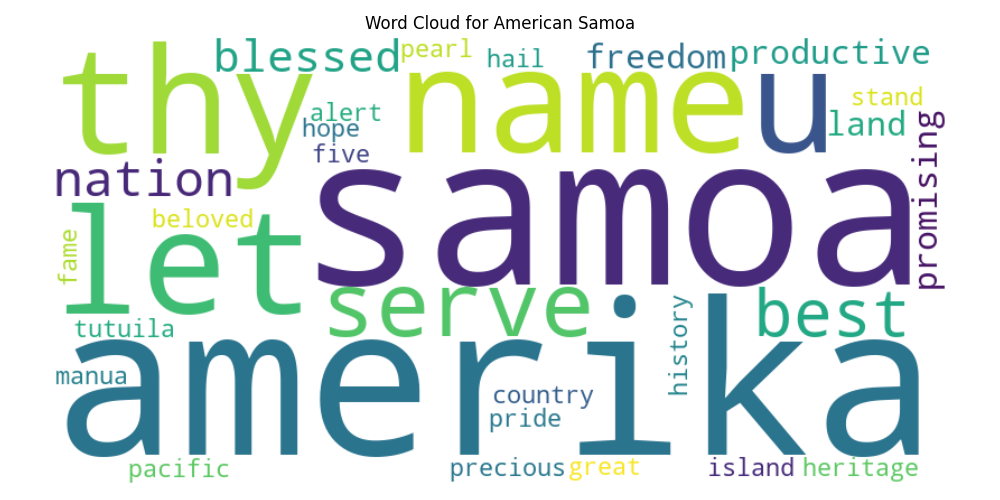 Word Cloud for American Samoa
blessed pearl hail freedom productive
thy name u
alert stand
hope land
five
nation samoa promising
let beloved
fame
serve best
tutuila history
amerika
manua
country
pride
pacific precious great island heritage